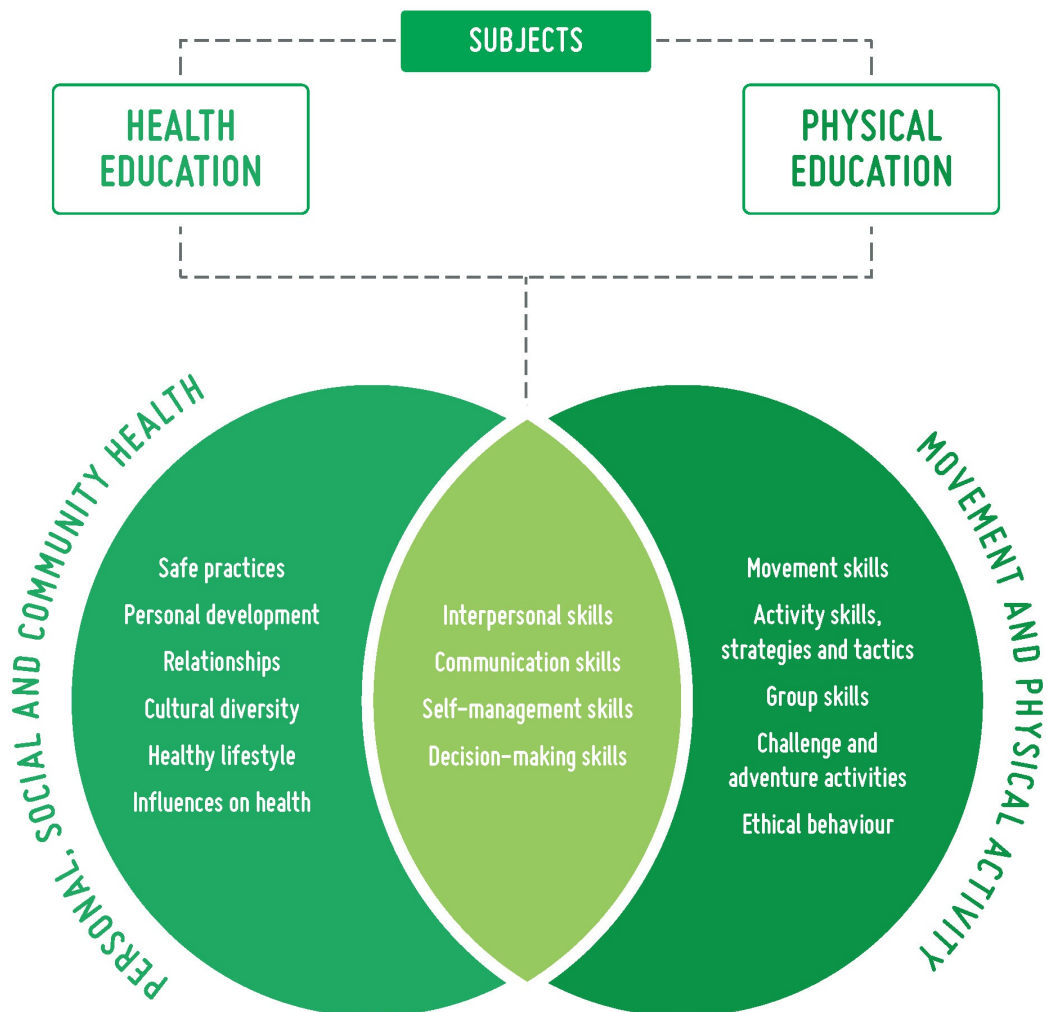 SUBJECTS
HEALTH
EDUCATION
PHYSICAL
EDUCATION
PERSONAL, SOCIAL AND COMMUNITY HEALTH
Safe practices
Personal development
Relationships
Cultural diversity
Healthy lifestyle
Influences on health
Interpersonal skills
Communication skills
Self-management skills
Decision-making skills
Movement skills
Activity skills,
strategies and tactics
Group skills
Challenge and
adventure activities
Ethical behaviour
MOVEMENT AND PHYSICAL ACTIVITY